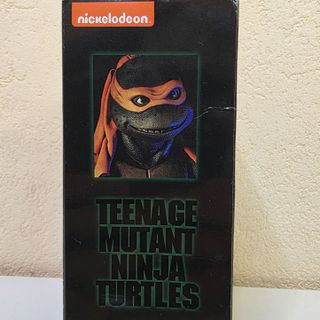 nickelodeon
TEENAGE
MUTANT
NINJA
TURTLES